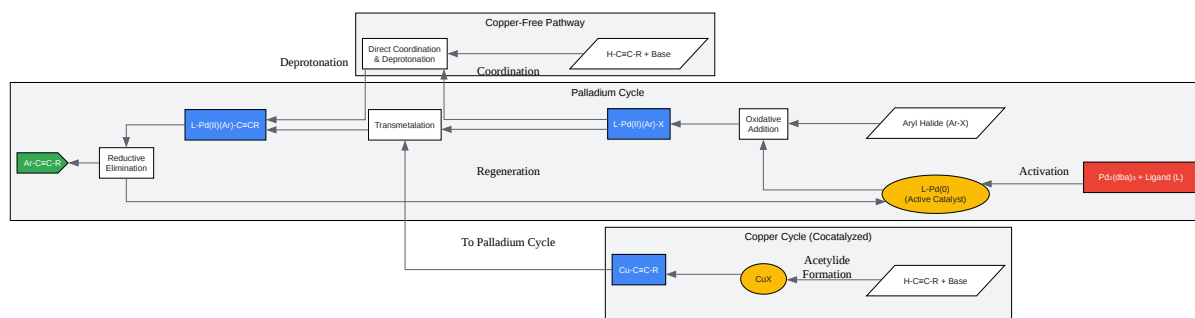 Copper-Free Pathway
Direct Coordination
& Deprotonation
H-C≡C-R + Base
Deprotonation
Coordination
Palladium Cycle
L-Pd(II)(Ar)-C≡CR
Transmetalation
L-Pd(II)(Ar)-X
Oxidative
Addition
Aryl Halide (Ar-X)
Ar-C≡C-R
Reductive
Elimination
Regeneration
L-Pd(0)
(Active Catalyst)
Activation
Pd₂(dba)₃ + Ligand (L)
To Palladium Cycle
Copper Cycle (Cocatalyzed)
Cu-C≡C-R
CuX
Acetylide
Formation
H-C≡C-R + Base